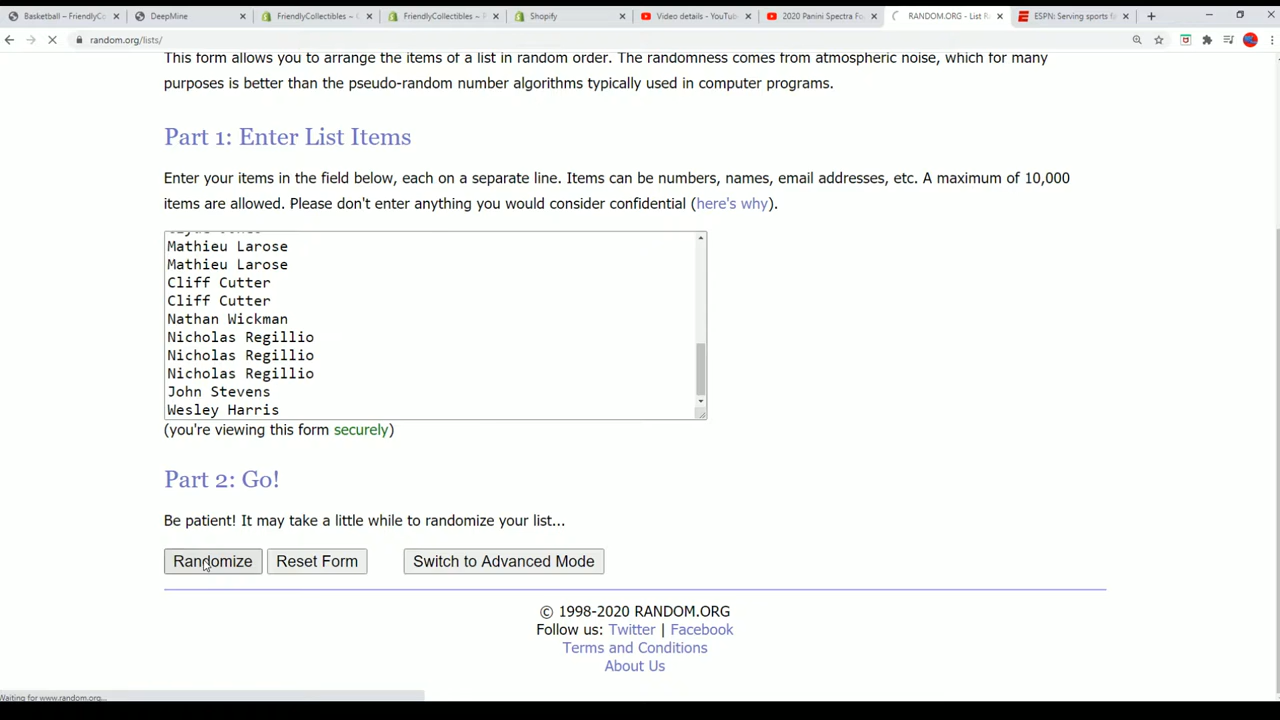 Basketball – FriendlyCo
DeepMine
FriendlyCollectibles ~
FriendlyCollectibles ~
Shopify
Video details - YouTub
2020 Panini Spectra Fo
RANDOM.ORG - List R
ESPN: Serving sports f
random.org/lists/
This form allows you to arrange the items of a list in random order. The randomness comes from atmospheric noise, which for many
purposes is better than the pseudo-random number algorithms typically used in computer programs.
Part 1: Enter List Items
Enter your items in the field below, each on a separate line. Items can be numbers, names, email addresses, etc. A maximum of 10,000
items are allowed. Please don't enter anything you would consider confidential (here's why).
Mathieu Larose
Mathieu Larose
Cliff Cutter
Cliff Cutter
Nathan Wickman
Nicholas Regillio
Nicholas Regillio
Nicholas Regillio
John Stevens
Wesley Harris
(you're viewing this form securely)
Part 2: Go!
Be patient! It may take a little while to randomize your list...
Randomize
Reset Form
Switch to Advanced Mode
© 1998-2020 RANDOM.ORG
Follow us: Twitter | Facebook
Terms and Conditions
About Us
Waiting for www.random.org...